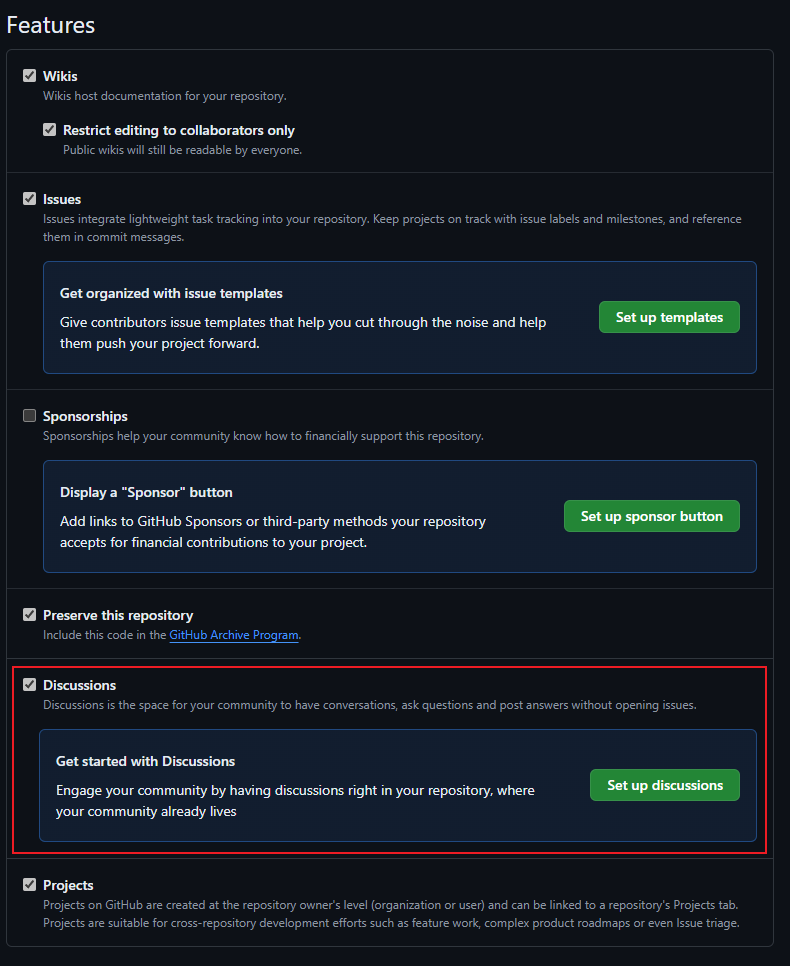 Features
Wikis
Wikis host documentation for your repository.
Restrict editing to collaborators only
Public wikis will still be readable by everyone.
Issues
Issues integrate lightweight task tracking into your repository. Keep projects on track with issue labels and milestones, and reference
them in commit messages.
Get organized with issue templates
Give contributors issue templates that help you cut through the noise and help
them push your project forward.
Set up templates
Sponsorships
Sponsorships help your community know how to financially support this repository.
Display a "Sponsor" button
Add links to GitHub Sponsors or third-party methods your repository
accepts for financial contributions to your project.
Set up sponsor button
Preserve this repository
Include this code in the GitHub Archive Program.
Discussions
Discussions is the space for your community to have conversations, ask questions and post answers without opening issues.
Get started with Discussions
Engage your community by having discussions right in your repository, where
your community already lives
Set up discussions
Projects
Projects on GitHub are created at the repository owner's level (organization or user) and can be linked to a repository's Projects tab.
Projects are suitable for cross-repository development efforts such as feature work, complex product roadmaps or even Issue triage.